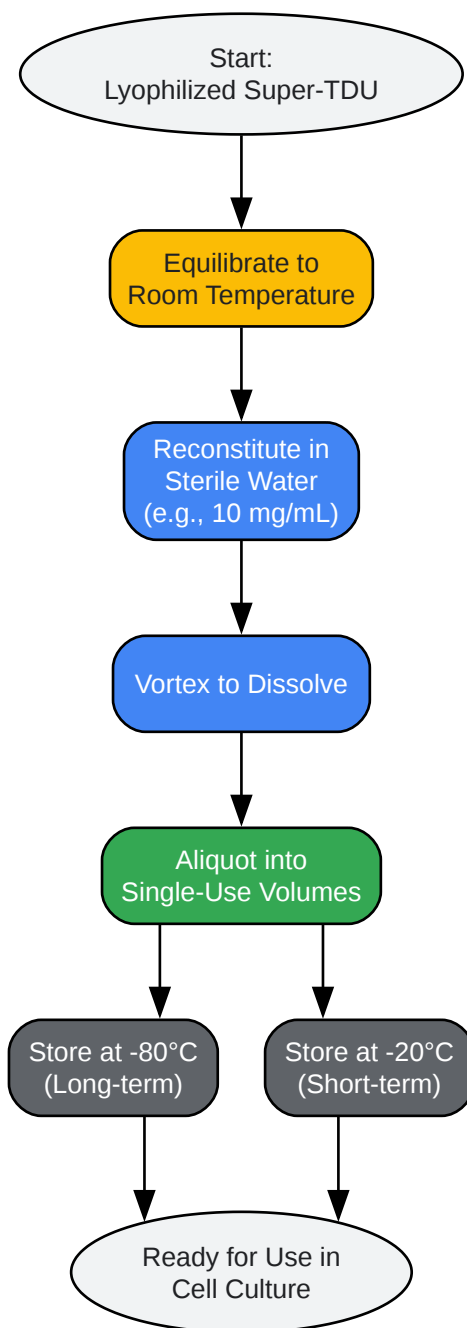 Start:
Lyophilized Super-TDU
Equilibrate to
Room Temperature
Reconstitute in
Sterile Water
(e.g., 10 mg/mL)
Vortex to Dissolve
Aliquot into
Single-Use Volumes
Store at -80°C
(Long-term)
Store at -20°C
(Short-term)
Ready for Use in
Cell Culture